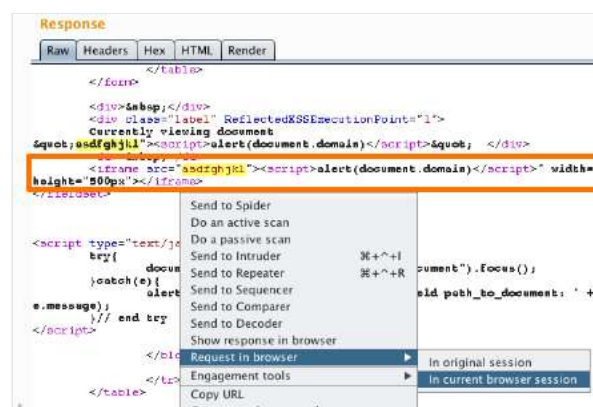 Response
Raw Headers Hex HTML Render
</table>
</form>
<div>&nbsp;</div>
<div class="label" ReflectedXSSExecutionPoint="1">
Currently viewing document
&quot;asdfghjkl"><script>alert(document.domain)</script>&quot; </div>
<iframe src="asdfghjkl"><script>alert(document.domain)</script>" width=
height="500px"></iframe>
</fieldset>
<script type="text/ja
try{
docum
cument").focus();
}catch(e){
alert
eld path_to_document: ' +
e.message);
}// end try
</script>
</blo
</tr>
</table>
Send to Spider
Do an active scan
Do a passive scan
Send to Intruder ⌘+^+I
Send to Repeater ⌘+^+R
Send to Sequencer
Send to Comparer
Send to Decoder
Show response in browser
Request in browser
In original session
In current browser session
Engagement tools
Copy URL